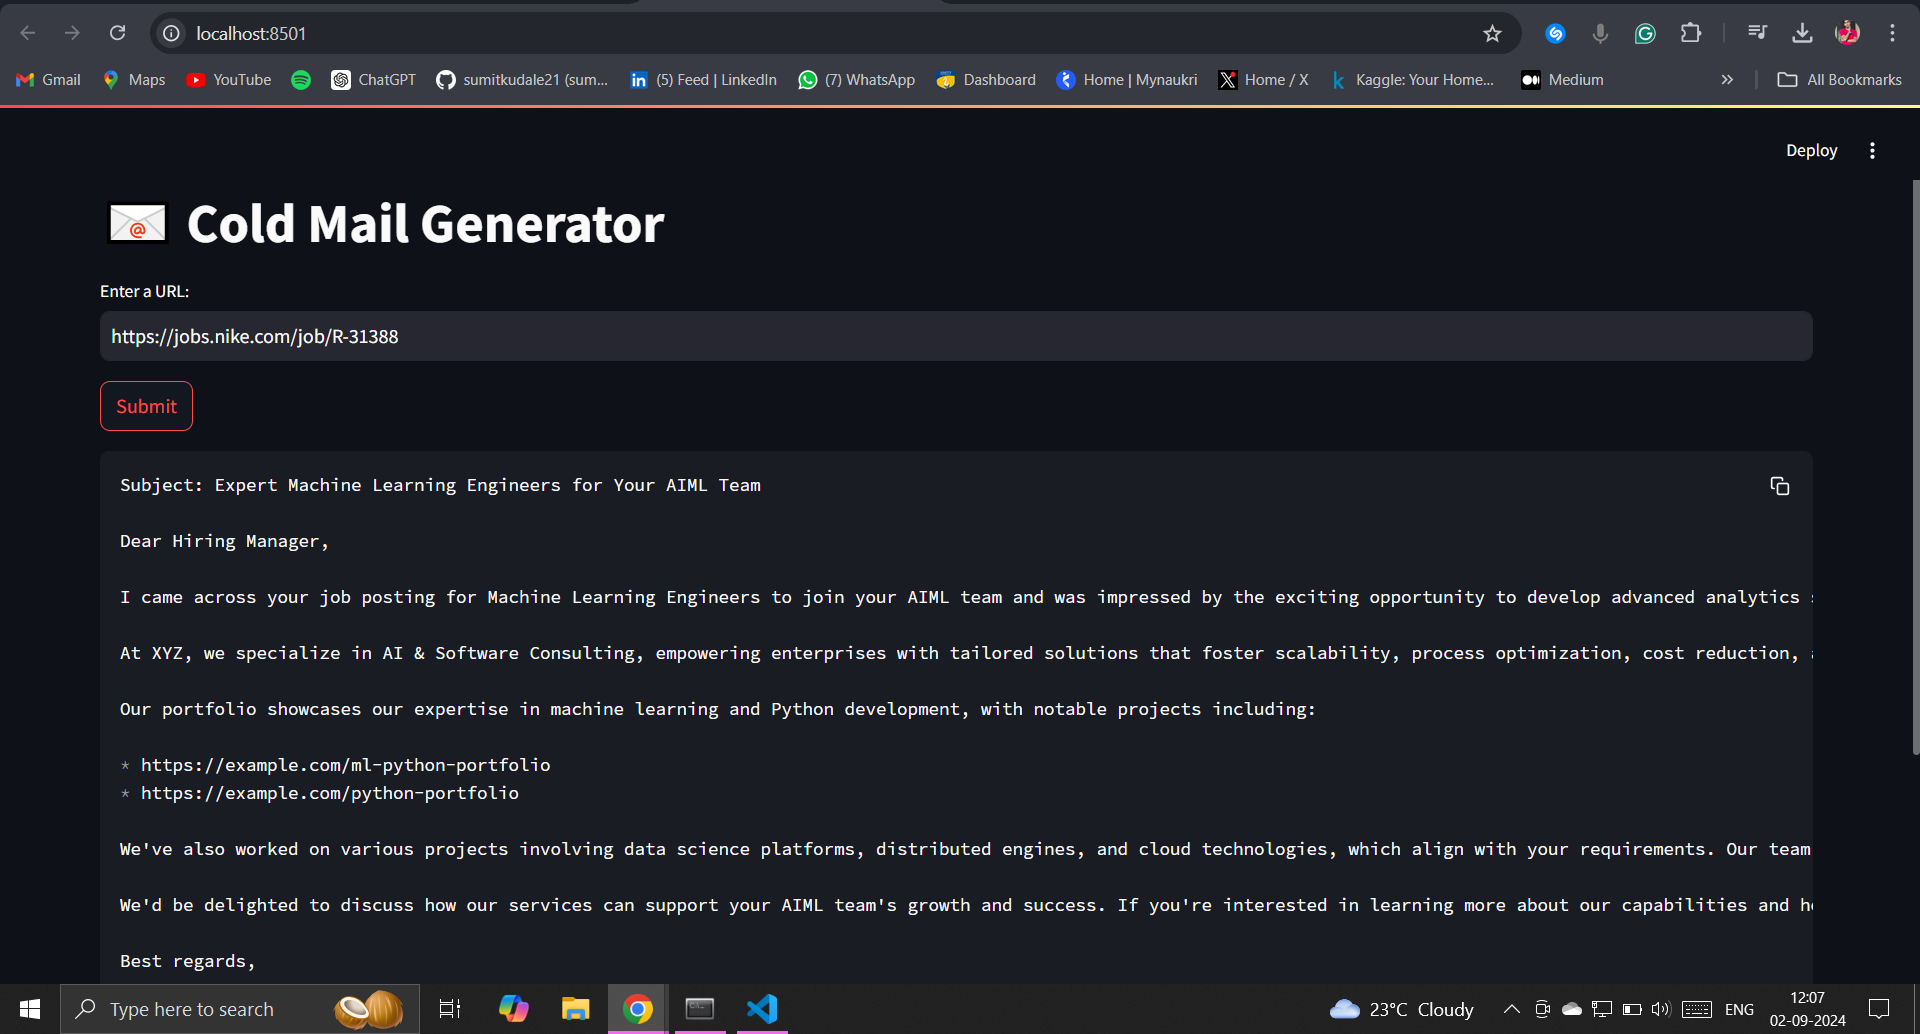 localhost:8501
Gmail
Maps
YouTube
ChatGPT
sumitkudale21 (sum...
(5) Feed | LinkedIn
(7) WhatsApp
Dashboard
Home | Mynaukri
Home / X
Kaggle: Your Home...
Medium
»
All Bookmarks
Deploy
Cold Mail Generator
Enter a URL:
https://jobs.nike.com/job/R-31388
Submit
Subject: Expert Machine Learning Engineers for Your AIML Team
Dear Hiring Manager,
I came across your job posting for Machine Learning Engineers to join your AIML team and was impressed by the exciting opportunity to develop advanced analytics
At XYZ, we specialize in AI & Software Consulting, empowering enterprises with tailored solutions that foster scalability, process optimization, cost reduction,
Our portfolio showcases our expertise in machine learning and Python development, with notable projects including:
* https://example.com/ml-python-portfolio
* https://example.com/python-portfolio
We've also worked on various projects involving data science platforms, distributed engines, and cloud technologies, which align with your requirements. Our team
We'd be delighted to discuss how our services can support your AIML team's growth and success. If you're interested in learning more about our capabilities and
Best regards,
Type here to search
23°C Cloudy
ENG
12:07
02-09-2024